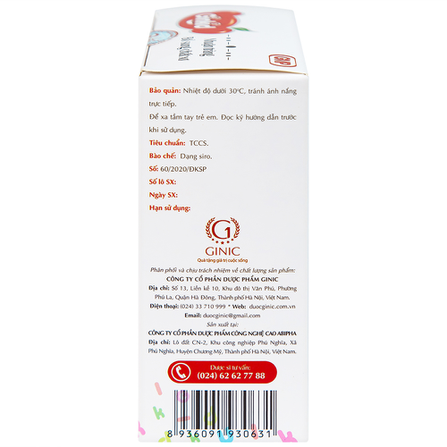 Bảo quản: Nhiệt độ dưới 30°C, tránh ánh nắng
trực tiếp.
Để xa tầm tay trẻ em. Đọc kỹ hướng dẫn trước
khi sử dụng.
Tiêu chuẩn: TCCS.
Bào chế: Dạng siro.
Số: 60/2020/ĐKSP
Số lô SX:
Ngày SX:
Hạn sử dụng:
G1
GINIC
Quà tặng giá trị cuộc sống
Phân phối và chịu trách nhiệm về chất lượng sản phẩm:
CÔNG TY CỔ PHẦN DƯỢC PHẨM GINIC
Địa chỉ: Số 13, Liền kề 10, Khu đô thị Văn Phú, Phường
Phú La, Quận Hà Đông, Thành phố Hà Nội, Việt Nam.
Điện thoại: (024) 33 710 999 * Web: duocginic.com.vn
Email: duocginic@gmail.com
Sản xuất tại:
CÔNG TY CỔ PHẦN DƯỢC PHẨM CÔNG NGHỆ CAO ABIPHA
Địa chỉ: Lô đất CN-2, Khu công nghiệp Phú Nghĩa, Xã
Phú Nghĩa, Huyện Chương Mỹ, Thành phố Hà Nội, Việt Nam.
Dược sĩ tư vấn:
(024) 62 62 77 88
8 936091 930631